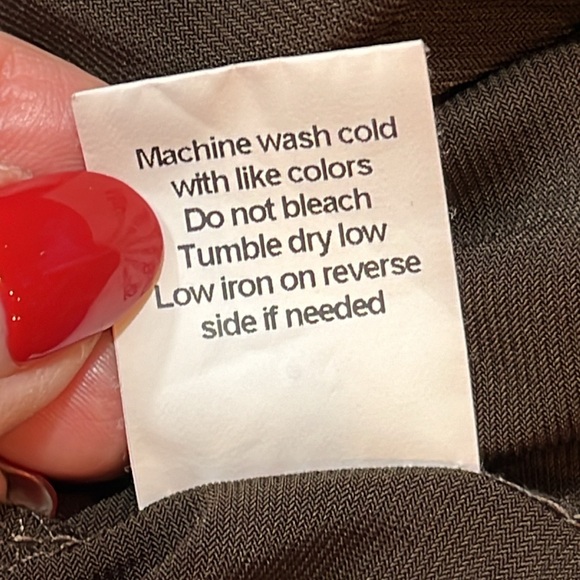 Machine wash cold
with like colors
Do not bleach
Tumble dry low
Low iron on reverse
side if needed